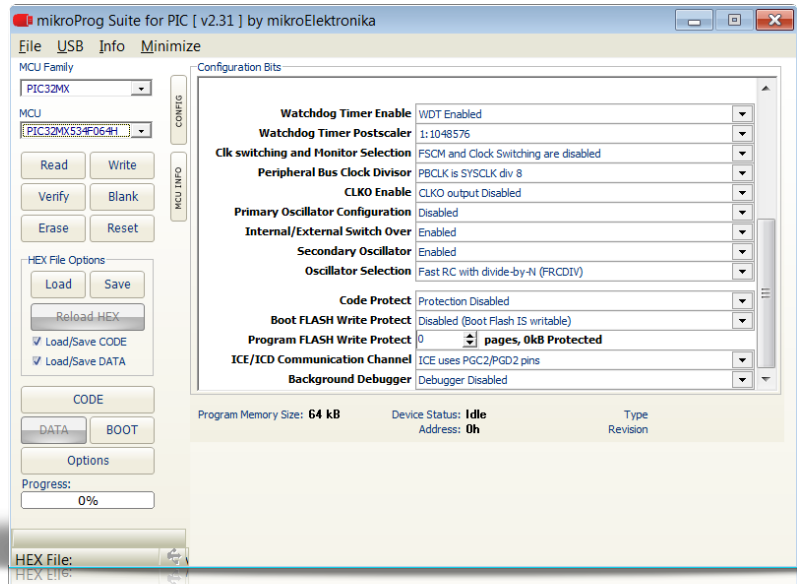 mikroProg Suite for PIC [ v2.31 ] by mikroElektronika
File USB Info Minimize
MCU Family
PIC32MX
MCU
PIC32MX534F064H
Read Write
Verify Blank
Erase Reset
HEX File Options
Load Save
Reload HEX
Load/Save CODE
Load/Save DATA
CODE
DATA BOOT
Options
Progress:
0%
HEX File:
CONFIG
MCU INFO
Configuration Bits
Watchdog Timer Enable WDT Enabled
Watchdog Timer Postscaler 1:1048576
Clk switching and Monitor Selection FSCM and Clock Switching are disabled
Peripheral Bus Clock Divisor PBCLK is SYSCLK div 8
CLKO Enable CLKO output Disabled
Primary Oscillator Configuration Disabled
Internal/External Switch Over Enabled
Secondary Oscillator Enabled
Oscillator Selection Fast RC with divide-by-N (FRCDIV)
Code Protect Protection Disabled
Boot FLASH Write Protect Disabled (Boot Flash IS writable)
Program FLASH Write Protect 0 pages, 0kB Protected
ICE/ICD Communication Channel ICE uses PGC2/PGD2 pins
Background Debugger Debugger Disabled
Program Memory Size: 64 kB Device Status: Idle Type
Address: 0h Revision